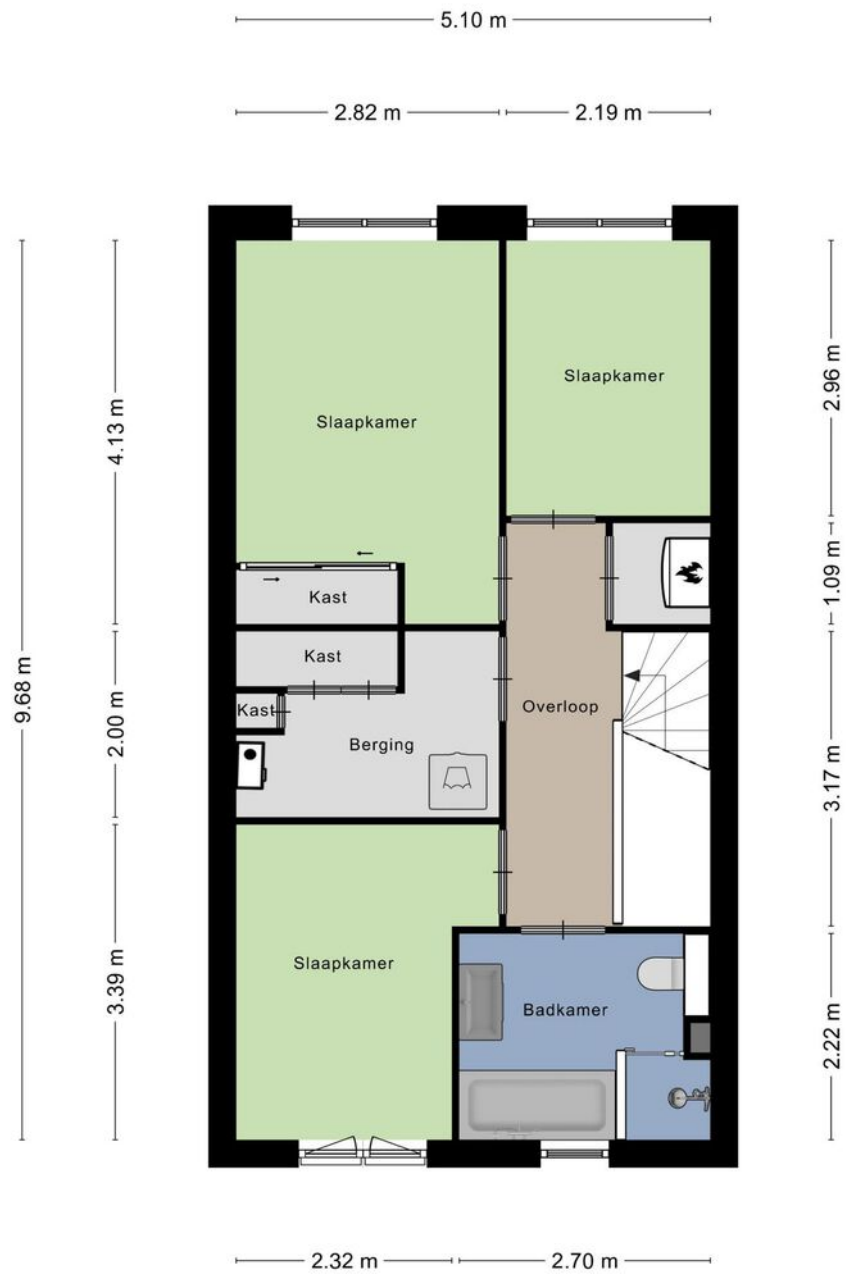 5.10 m
2.82 m
2.19 m
Slaapkamer
Slaapkamer
2.96 m
4.13 m
1.09 m
Kast
Kast
Kast
Overloop
Berging
9.68 m
2.00 m
3.17 m
Slaapkamer
Badkamer
3.39 m
2.22 m
2.32 m
2.70 m